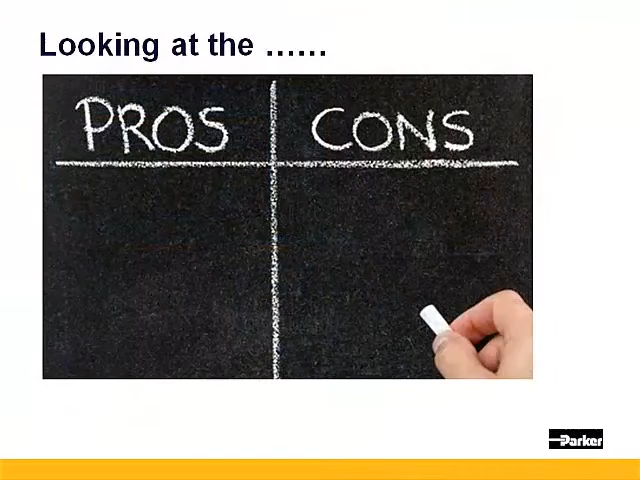 Looking at the ......
PROS
CONS
Parker